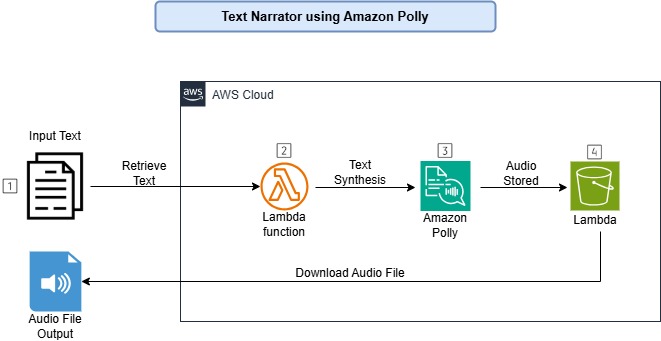 Text Narrator using Amazon Polly
aws
AWS Cloud
Input Text
1
Retrieve
Text
2
Lambda
function
Text
Synthesis
3
Amazon
Polly
Audio
Stored
4
Lambda
Download Audio File
Audio File
Output